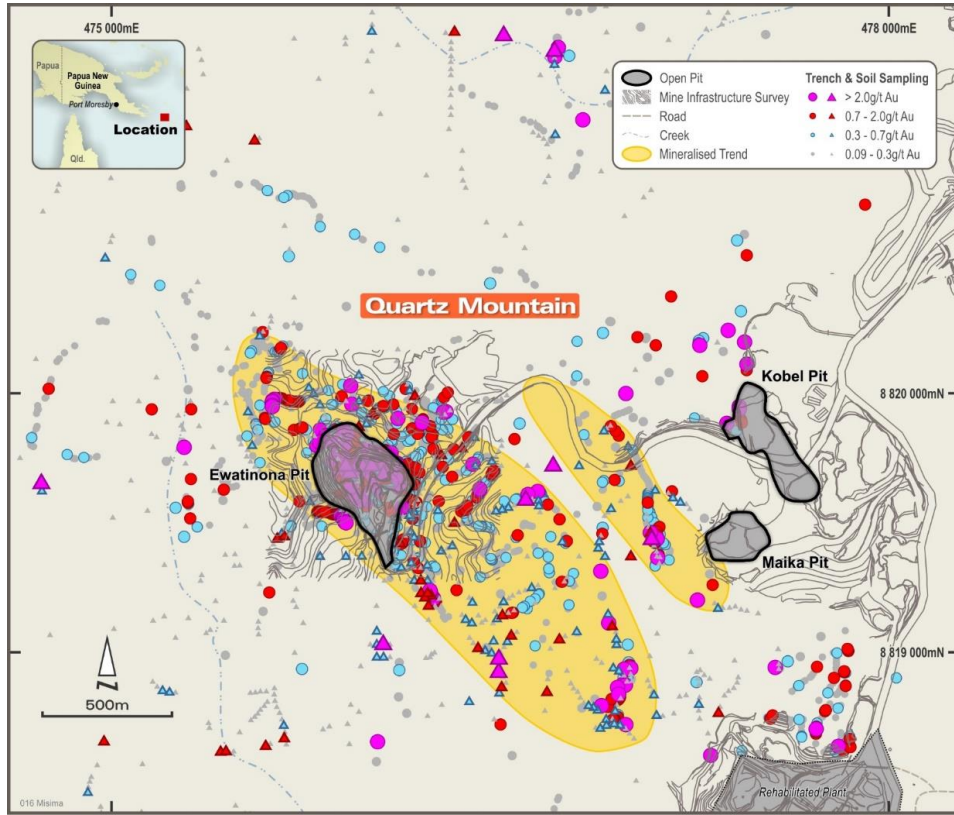 475 000mE
478 000mE
Papua
Papua New
Guinea
Port Moresby
Location
Qld.
Open Pit
Mine Infrastructure Survey
Road
Creek
Mineralised Trend
Trench & Soil Sampling
> 2.0g/t Au
0.7 - 2.0g/t Au
0.3 - 0.7g/t Au
0.09 - 0.3g/t Au
Quartz Mountain
Kobel Pit
8 820 000mN
Ewatinona Pit
Maika Pit
8 819 000mN
N
500m
Rehabilitated Plant
016 Misima